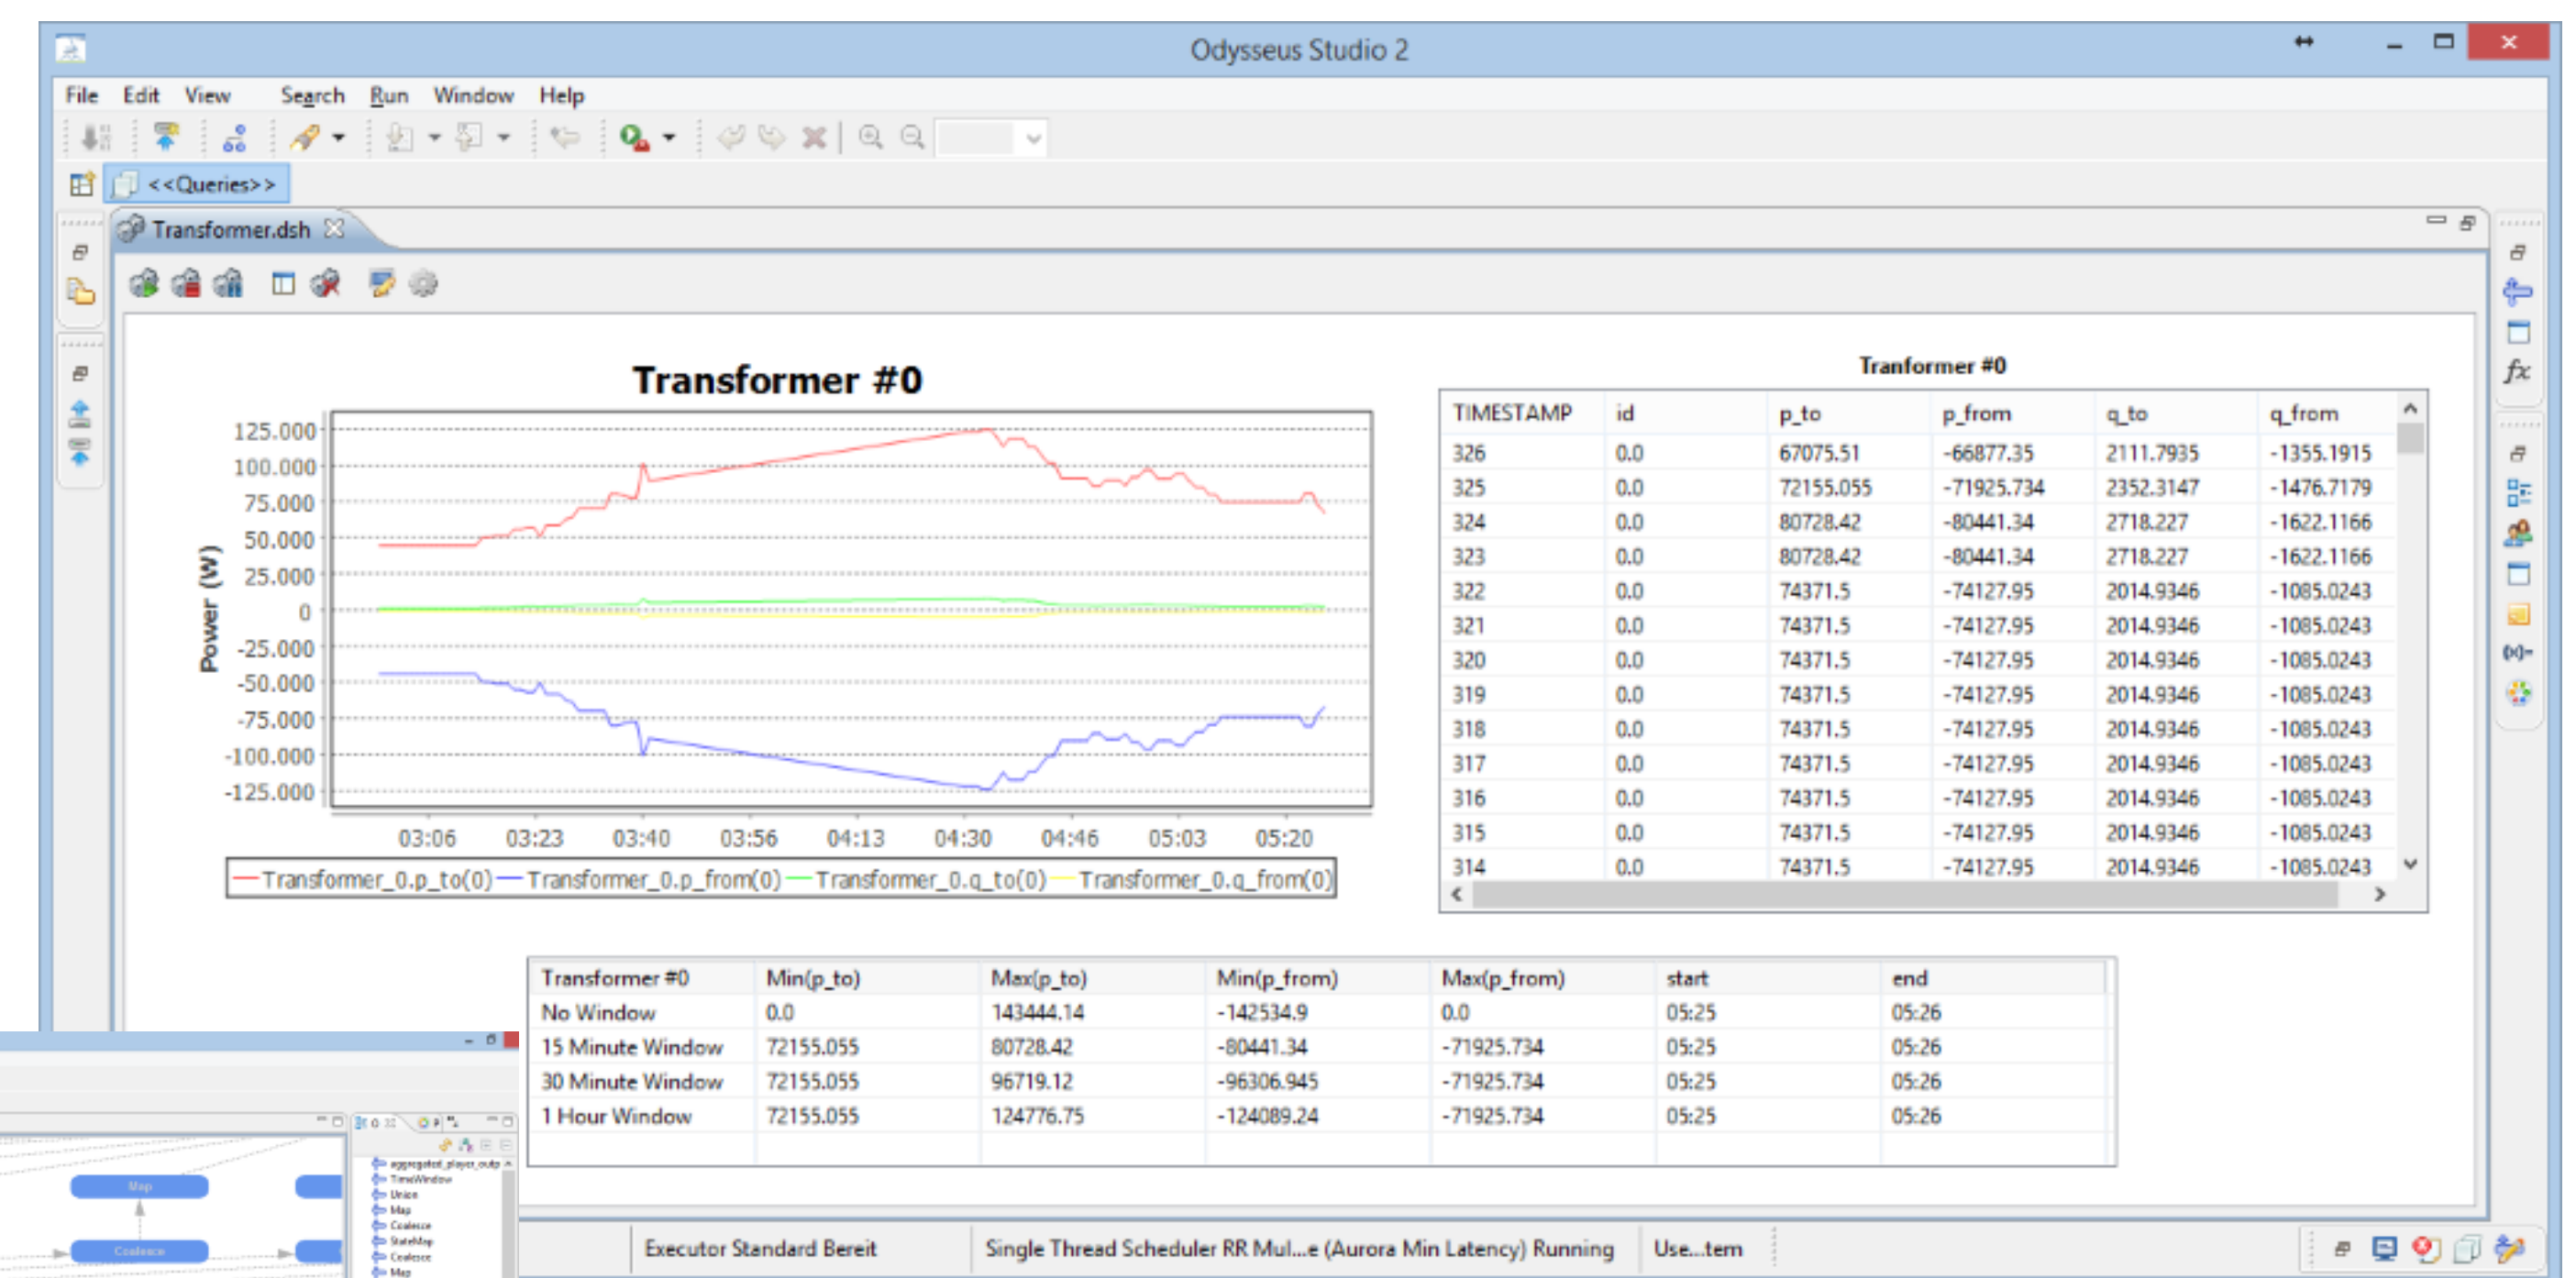 Odysseus Studio 2
File Edit View Search Run Window Help
<<Queries>>
Transformer.dsh
Transformer #0
125.000
100.000
75.000
50.000
25.000
0
-25.000
-50.000
-75.000
-100.000
-125.000
Power (W)
03:06 03:23 03:40 03:56 04:13 04:30 04:46 05:03 05:20
Transformer_0.p_to(0) Transformer_0.p_from(0) Transformer_0.q_to(0) Transformer_0.q_from(0)
Tranformer #0
TIMESTAMP id p_to p_from q_to q_from
326 0.0 67075.51 -66877.35 2111.7935 -1355.1915
325 0.0 72155.055 -71925.734 2352.3147 -1476.7179
324 0.0 80728.42 -80441.34 2718.227 -1622.1166
323 0.0 80728.42 -80441.34 2718.227 -1622.1166
322 0.0 74371.5 -74127.95 2014.9346 -1085.0243
321 0.0 74371.5 -74127.95 2014.9346 -1085.0243
320 0.0 74371.5 -74127.95 2014.9346 -1085.0243
319 0.0 74371.5 -74127.95 2014.9346 -1085.0243
318 0.0 74371.5 -74127.95 2014.9346 -1085.0243
317 0.0 74371.5 -74127.95 2014.9346 -1085.0243
316 0.0 74371.5 -74127.95 2014.9346 -1085.0243
315 0.0 74371.5 -74127.95 2014.9346 -1085.0243
314 0.0 74371.5 -74127.95 2014.9346 -1085.0243
Transformer #0 Min(p_to) Max(p_to) Min(p_from) Max(p_from) start end
No Window 0.0 143444.14 -142534.9 0.0 05:25 05:26
15 Minute Window 72155.055 80728.42 -80441.34 -71925.734 05:25 05:26
30 Minute Window 72155.055 96719.12 -96306.945 -71925.734 05:25 05:26
1 Hour Window 72155.055 124776.75 -124089.24 -71925.734 05:25 05:26
Map
Coalesce
aggregated_player_outp
TimeWindow
Union
Map
Coalesce
StateMap
Coalesce
Map
Executor Standard Bereit Single Thread Scheduler RR Mul...e (Aurora Min Latency) Running Use...tem